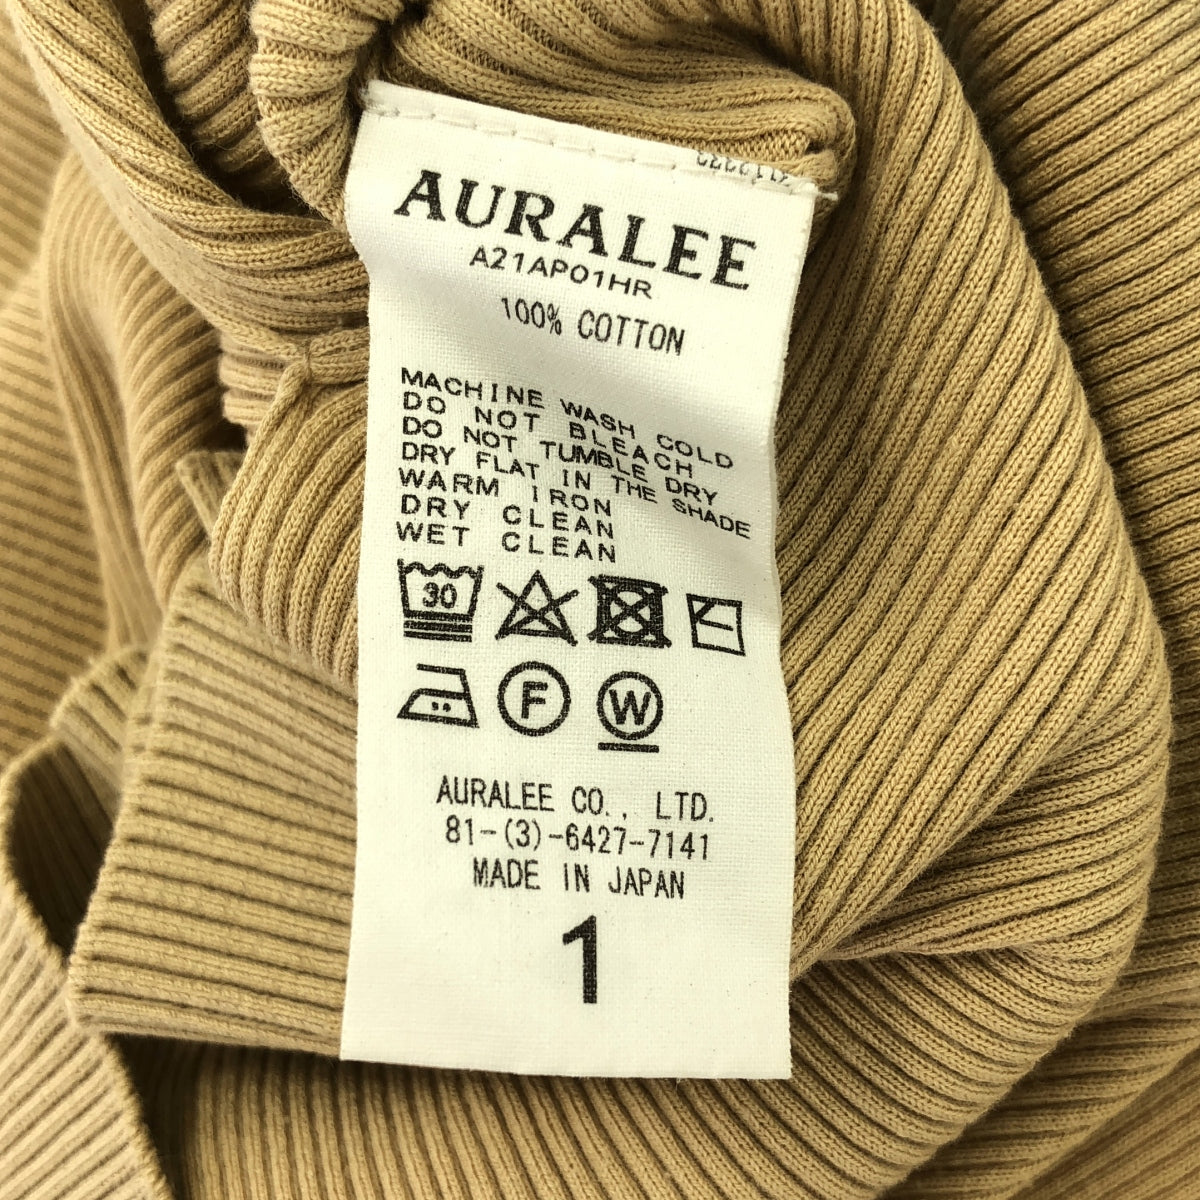 AURALEE
A21AP01HR
100% COTTON
MACHINE WASH COLD
DO NOT BLEACH
DO NOT TUMBLE DRY
DRY FLAT IN THE SHADE
WARM IRON
DRY CLEAN
WET CLEAN
30
F W
AURALEE CO., LTD.
81-(3)-6427-7141
MADE IN JAPAN
1